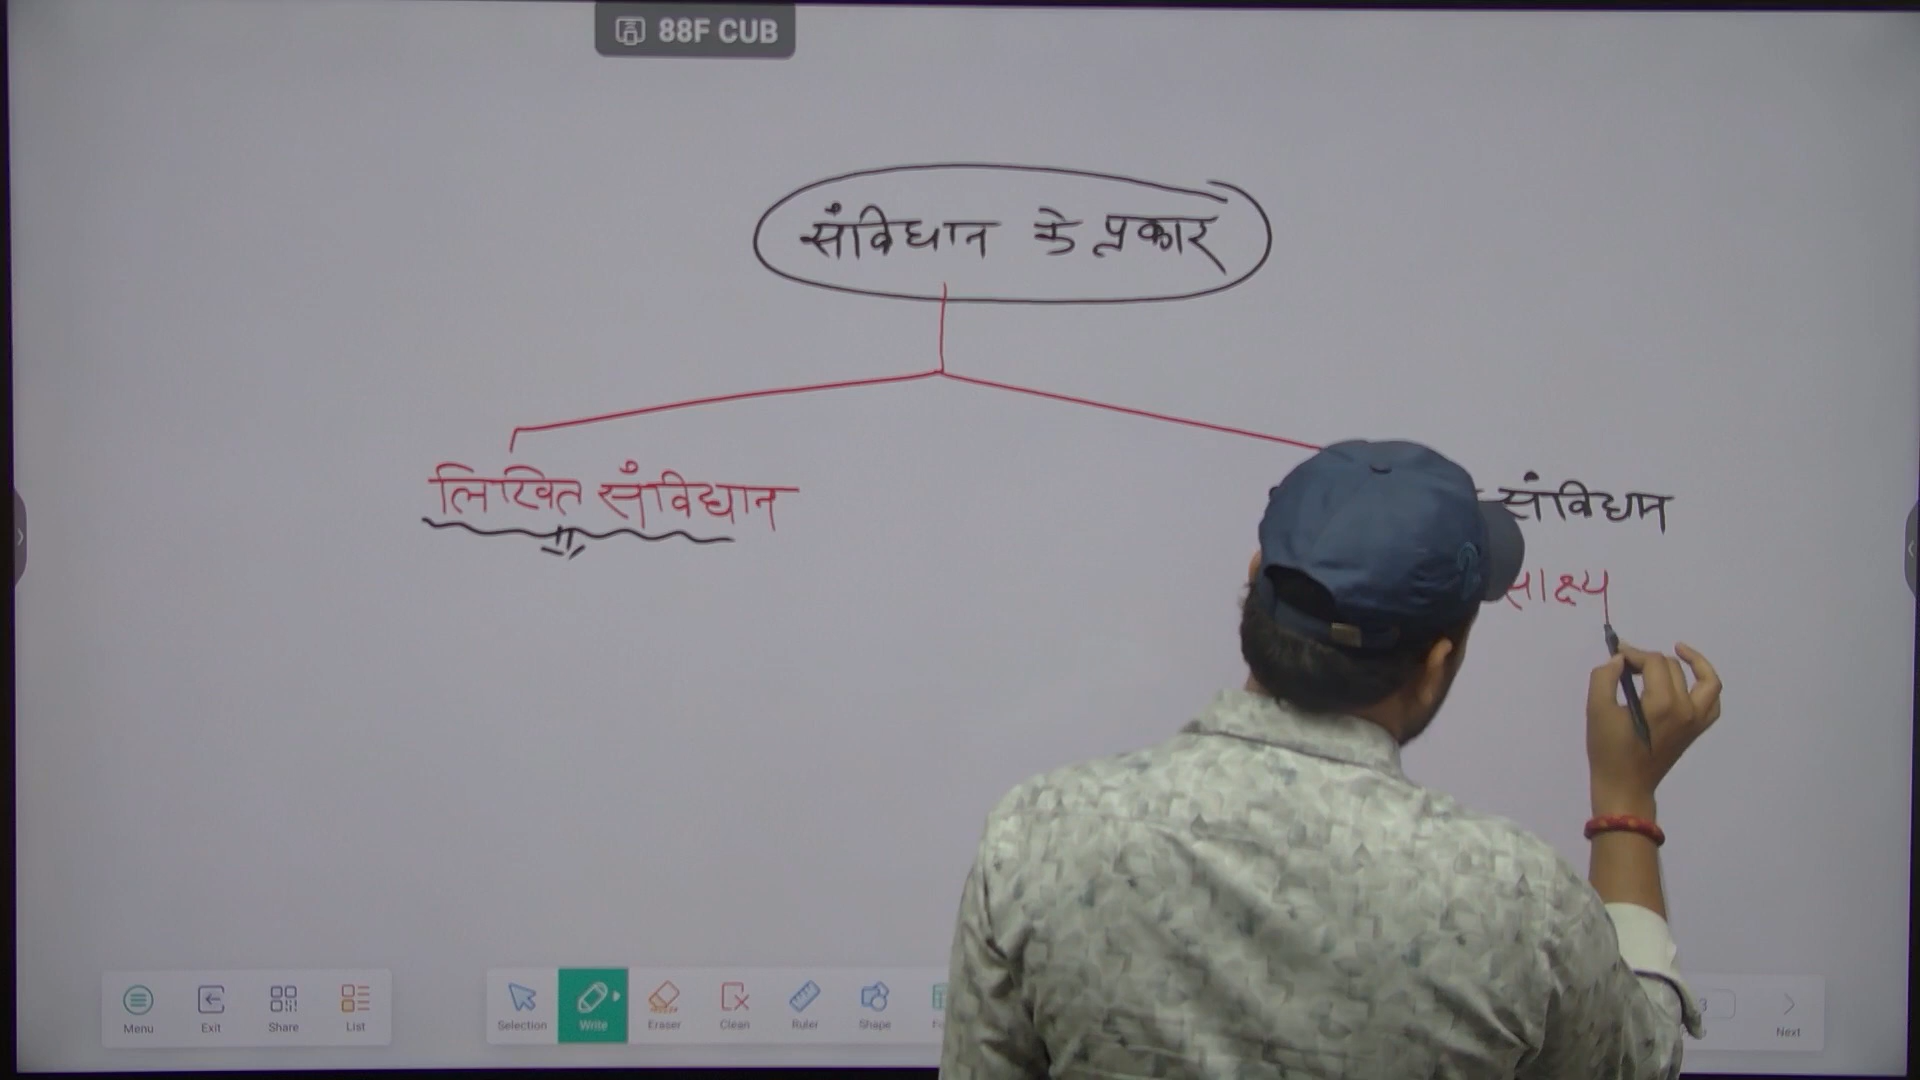 88F CUB
संविधान के प्रकार
लिखित संविधान
संविधान
साक्ष्य
Menu Exit Share List Selection Write Eraser Clean Ruler Shape Next